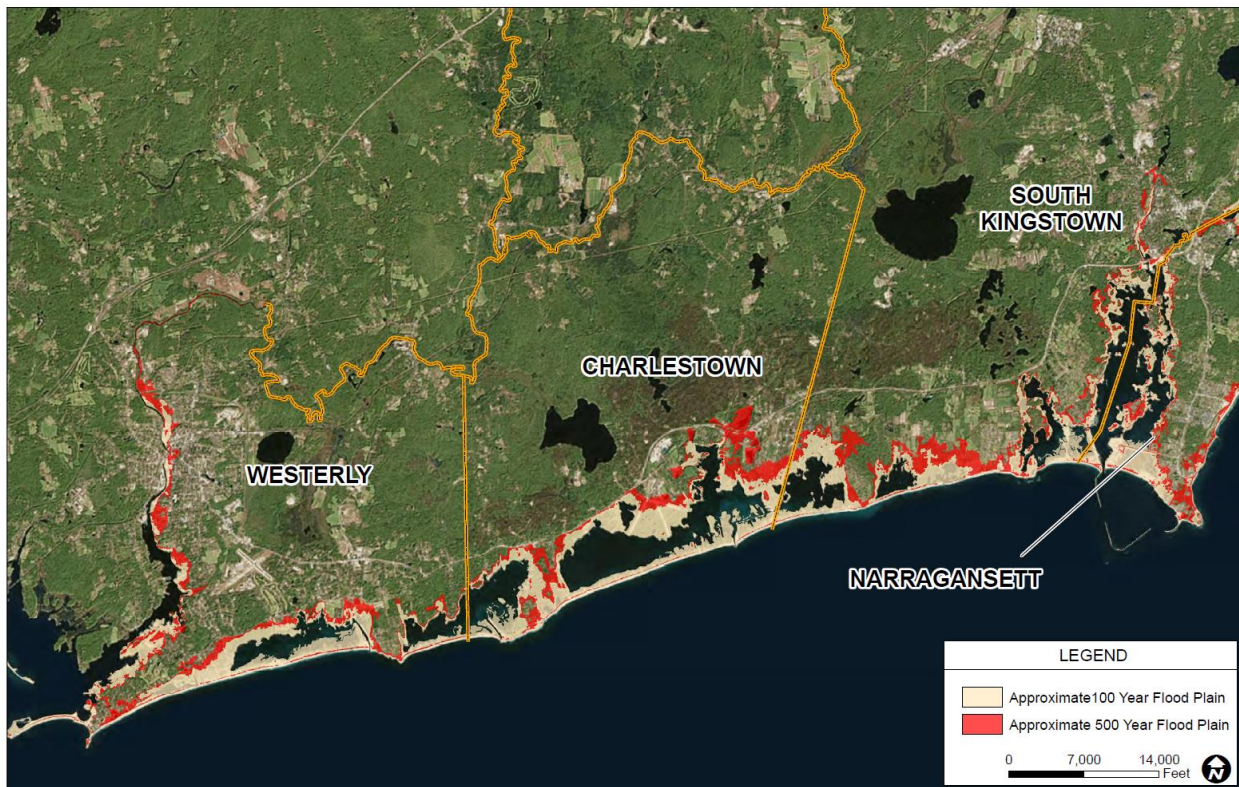 SOUTH
KINGSTOWN
CHARLESTOWN
WESTERLY
NARRAGANSETT
LEGEND
Approximate100 Year Flood Plain
Approximate 500 Year Flood Plain
0 7,000 14,000
Feet
N